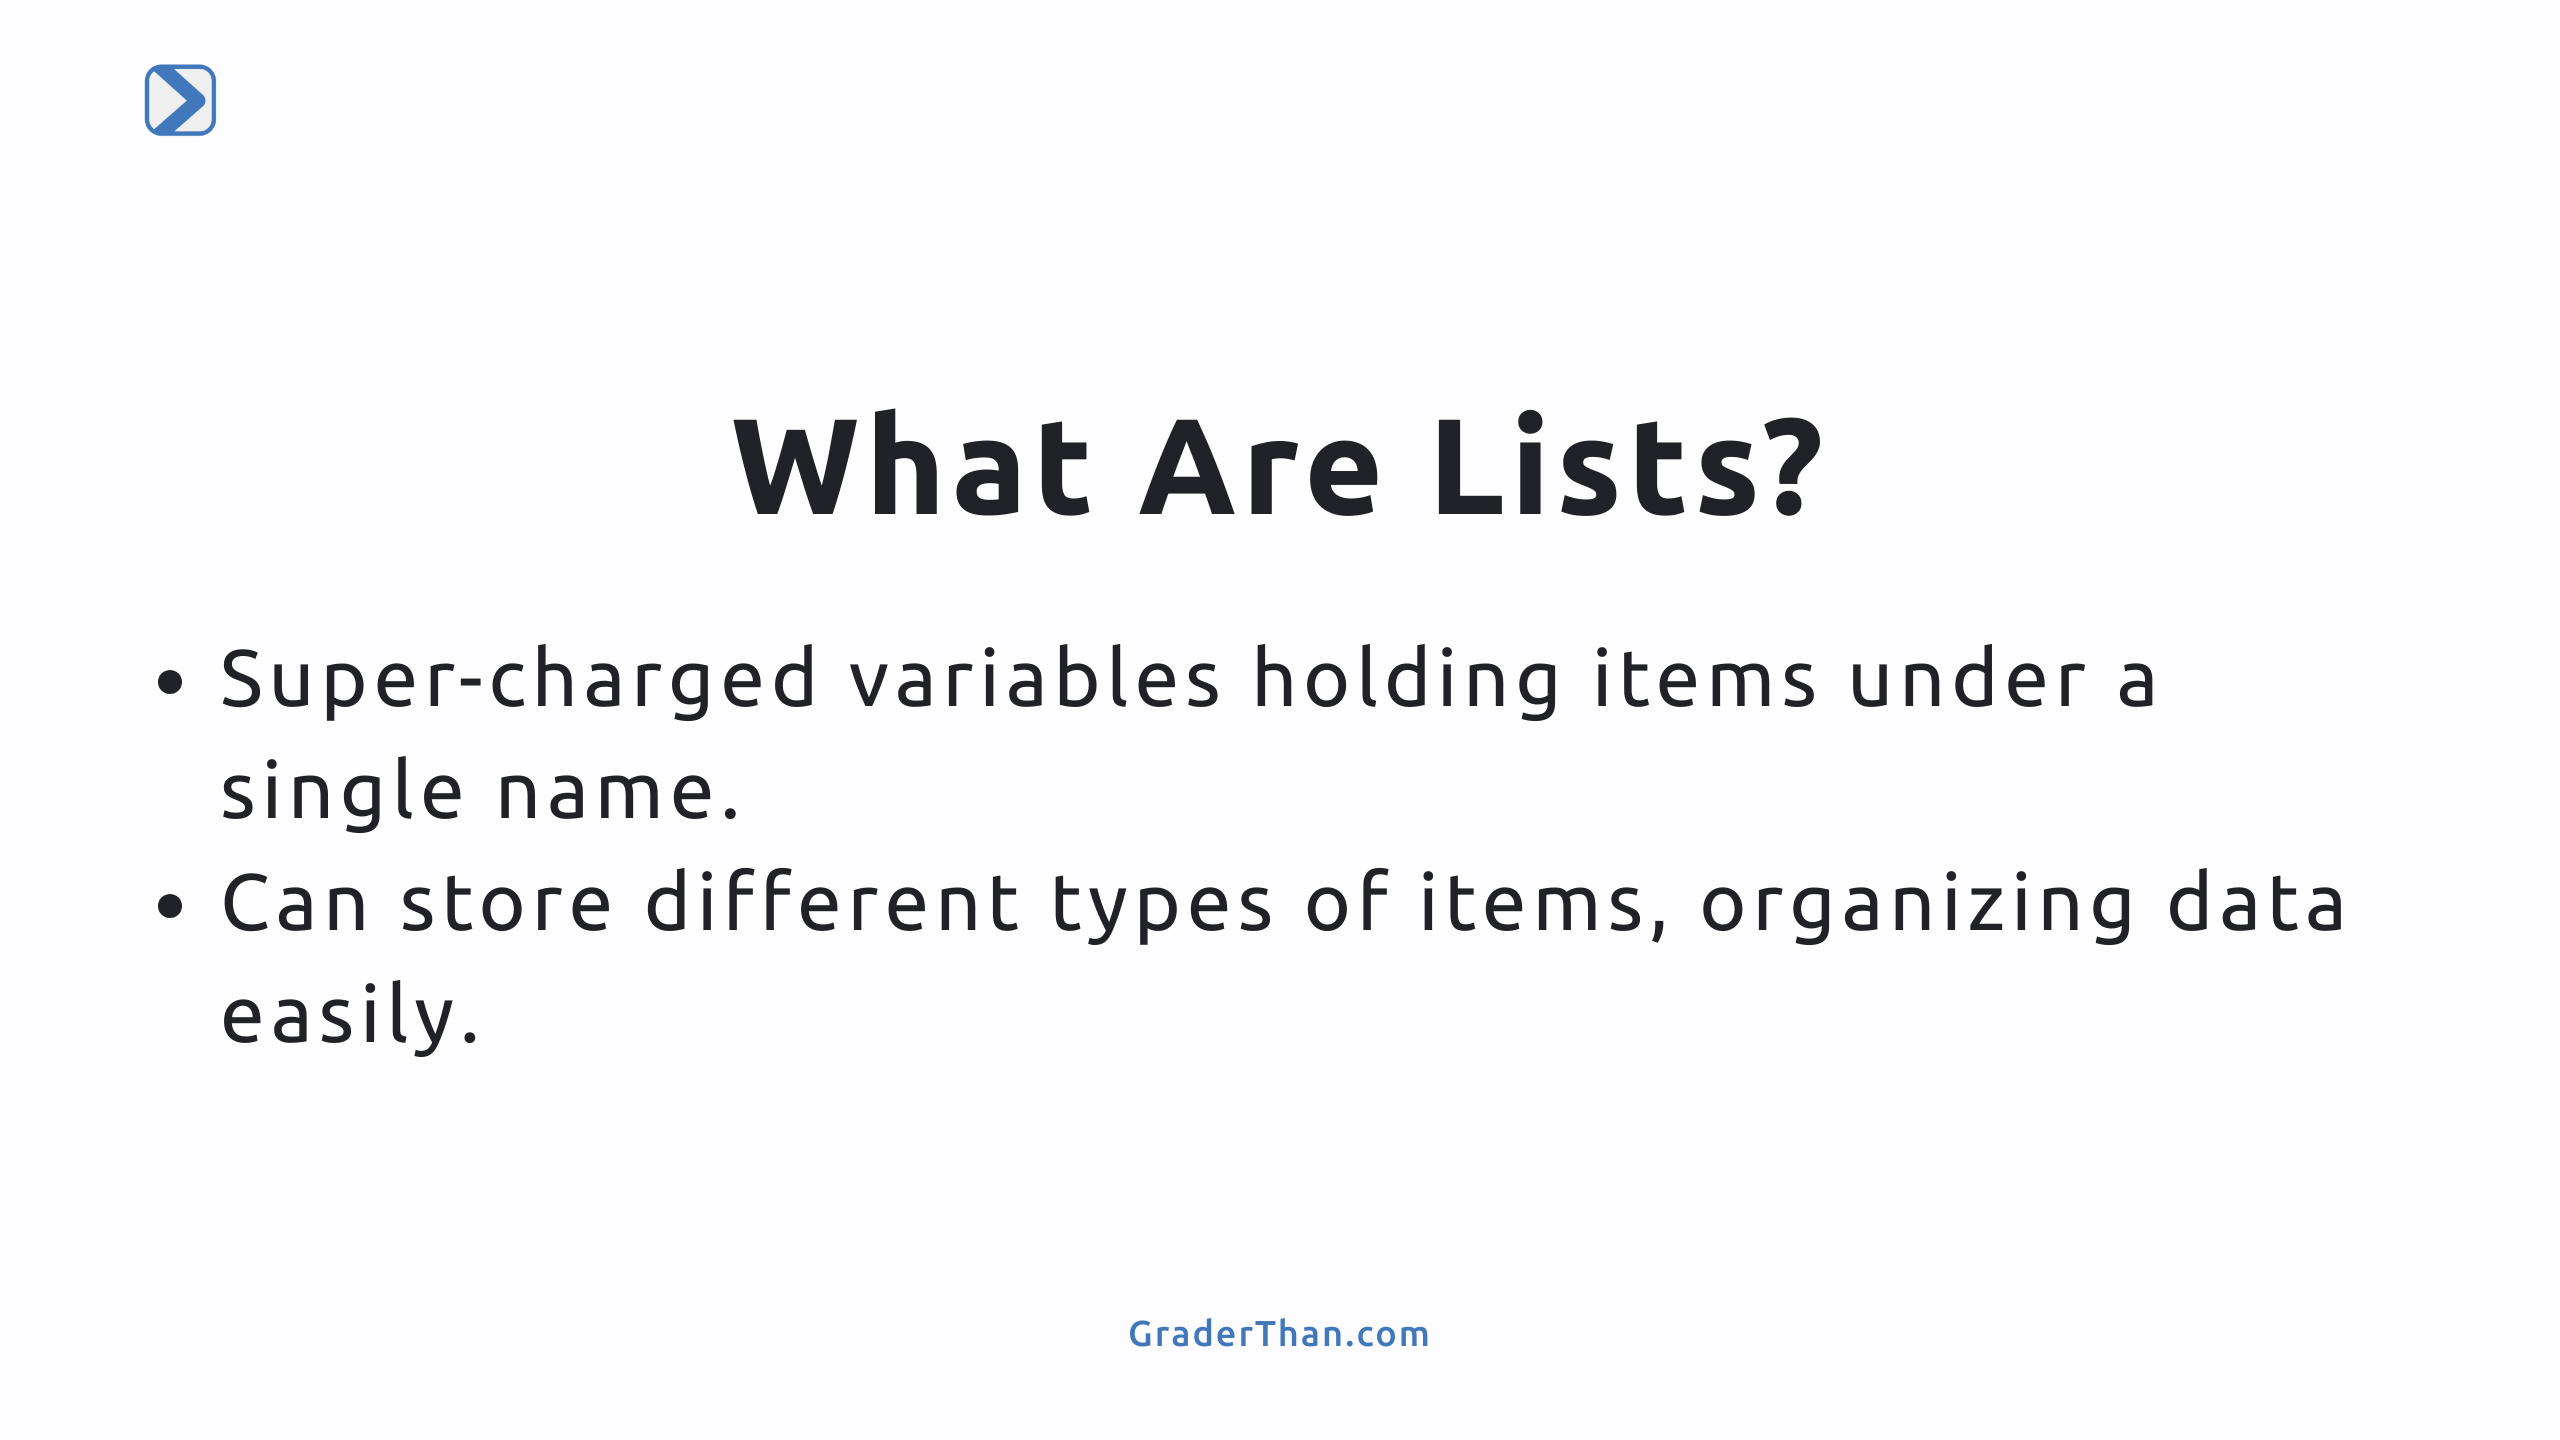 What Are Lists?
• Super-charged variables holding items under a
single name.
• Can store different types of items, organizing data
easily.
GraderThan.com